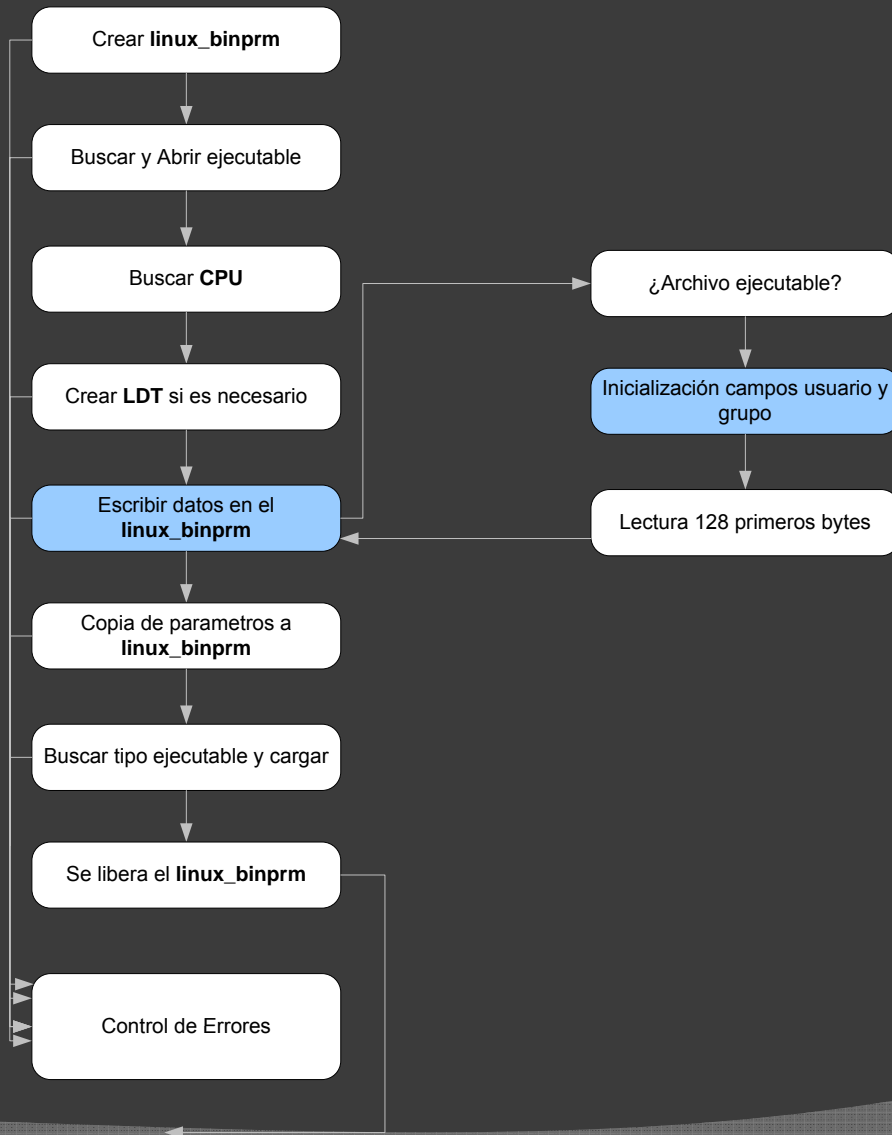 Crear linux_binprm
Buscar y Abrir ejecutable
Buscar CPU
Crear LDT si es necesario
Escribir datos en el
linux_binprm
Copia de parametros a
linux_binprm
Buscar tipo ejecutable y cargar
Se libera el linux_binprm
Control de Errores
¿Archivo ejecutable?
Inicialización campos usuario y
grupo
Lectura 128 primeros bytes